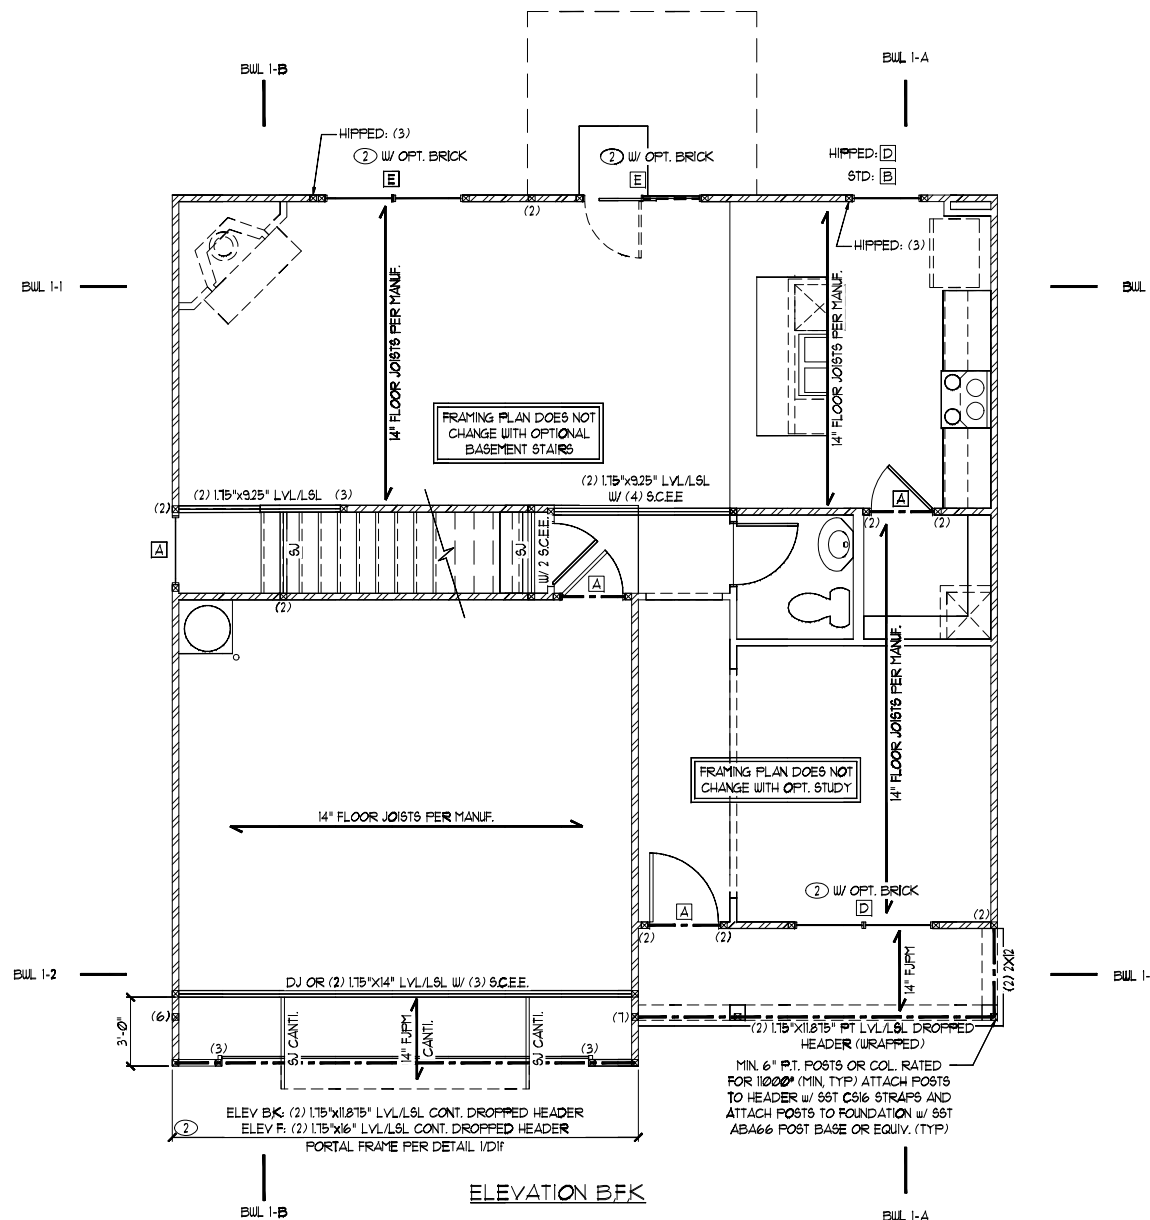 BWL 1-B
BWL 1-A
HIPPED: (3)
2 W/ OPT. BRICK
E
2 W/ OPT. BRICK
E
HIPPED: D
STD: B
(2)
HIPPED: (3)
BWL 1-1
BWL
14" FLOOR JOISTS PER MANUF.
14" FLOOR JOISTS PER MANUF.
FRAMING PLAN DOES NOT
CHANGE WITH OPTIONAL
BASEMENT STAIRS
(2) 1.75"x9.25" LVL/LSL
(3)
(2) 1.75"x9.25" LVL/LSL
W/ (4) S.C.E.E
(2)
A
(2)
(2)
A
SJ
SJ
W/ 2 S.C.E.E.
A
(2)
14" FLOOR JOISTS PER MANUF.
FRAMING PLAN DOES NOT
CHANGE WITH OPT. STUDY
14" FLOOR JOISTS PER MANUF.
2 W/ OPT. BRICK
D
A
(2)
(2)
(2)
BWL 1-2
BWL 1-
DJ OR (2) 1.75"X14" LVL/LSL W/ (3) S.C.E.E.
14" FJPM
(2) 2X12
3'-0"
(6)
(7)
(3)
SJ CANTI.
14" FJPM
CANTI.
SJ CANTI.
(3)
(2) 1.75"X11.875" PT LVL/LSL DROPPED
HEADER (WRAPPED)
MIN. 6" P.T. POSTS OR COL. RATED
FOR 11000# (MIN, TYP) ATTACH POSTS
TO HEADER W/ SST CS16 STRAPS AND
ATTACH POSTS TO FOUNDATION W/ SST
ABA66 POST BASE OR EQUIV. (TYP)
ELEV B,K: (2) 1.75"x11.875" LVL/LSL CONT. DROPPED HEADER
2
ELEV F: (2) 1.75"x16" LVL/LSL CONT. DROPPED HEADER
PORTAL FRAME PER DETAIL 1/D1f
ELEVATION B,F,K
BWL 1-B
BWL 1-A